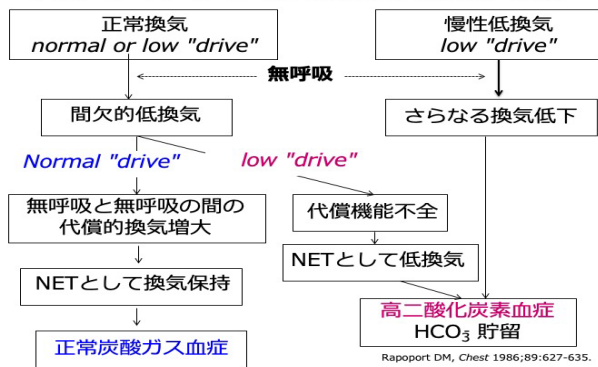 正常換気
normal or low "drive"
慢性低換気
low "drive"
無呼吸
間欠的低換気
さらなる換気低下
Normal "drive"
low "drive"
無呼吸と無呼吸の間の
代償的換気増大
代償機能不全
NETとして換気保持
NETとして低換気
正常炭酸ガス血症
高二酸化炭素血症
HCO₃⁻ 貯留
Rapoport DM, Chest 1986;89:627-635.